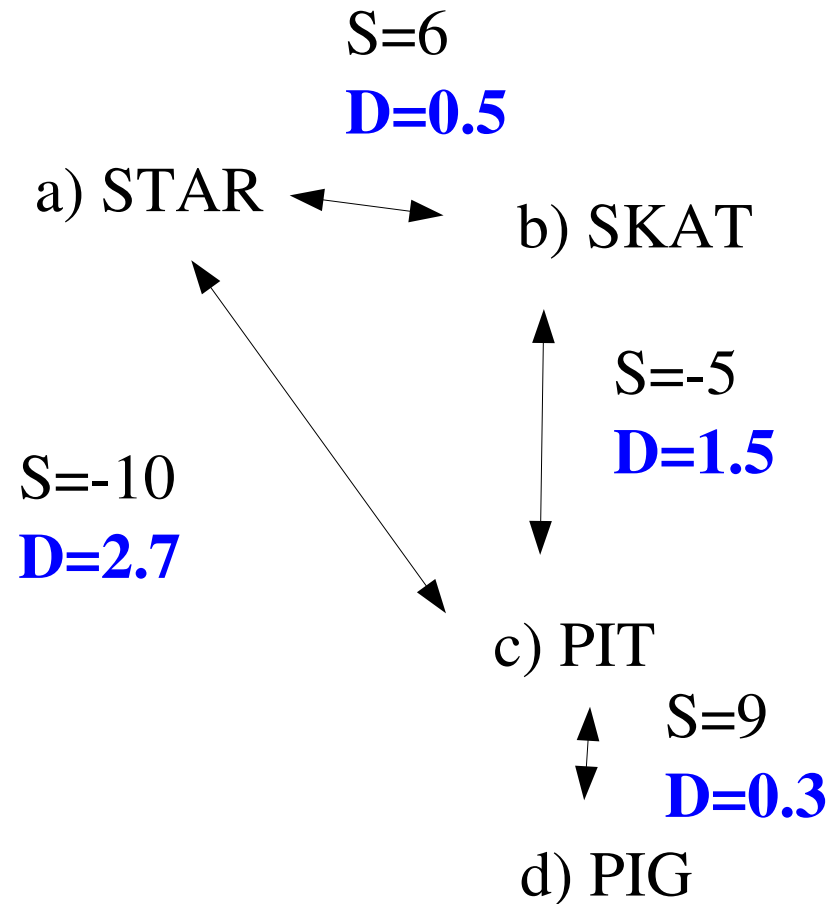 S=6
D=0.5
a) STAR
b) SKAT
S=-5
D=1.5
S=-10
D=2.7
c) PIT
S=9
D=0.3
d) PIG